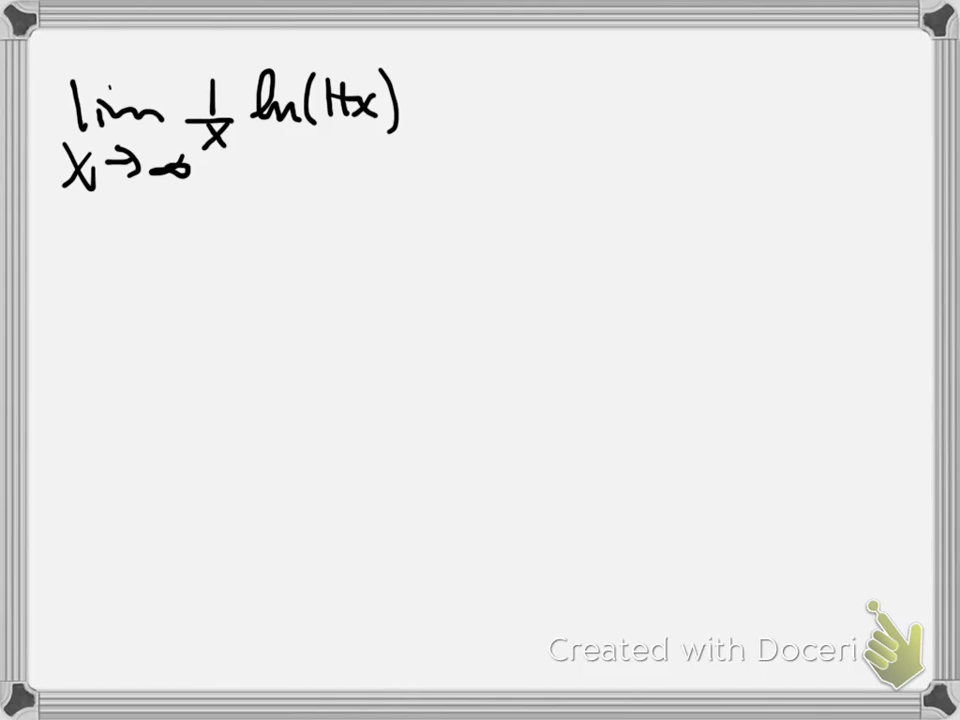 lim 1/x ln(1+x)
x→∞
Created with Doceri